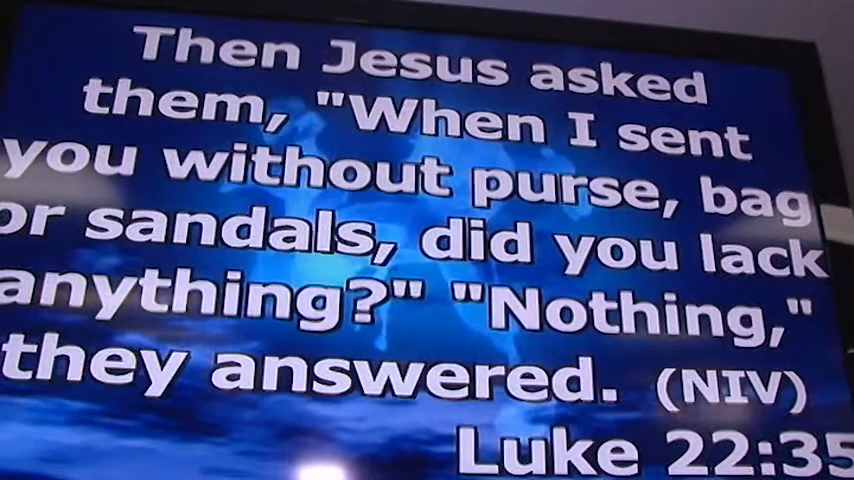 Then Jesus asked
them, "When I sent
you without purse, bag
or sandals, did you lack
anything?" "Nothing,"
they answered. (NIV)
Luke 22:35